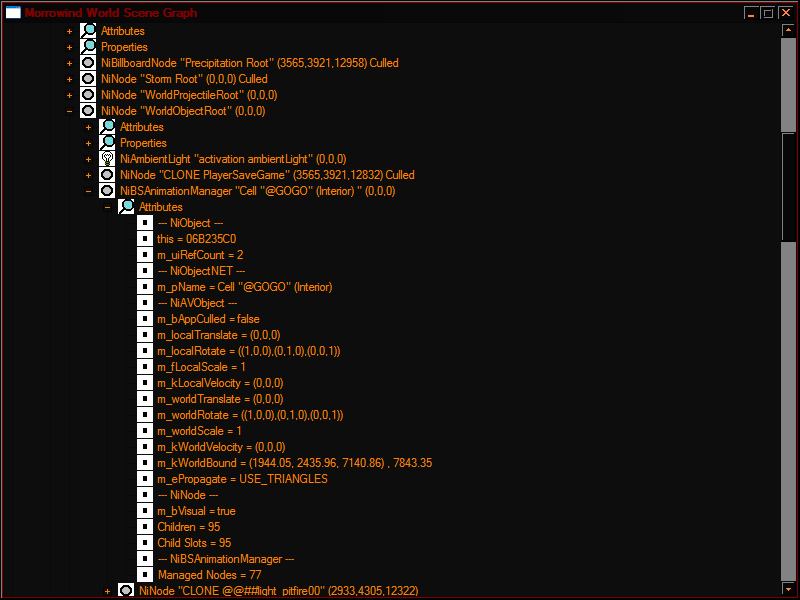 Morrowind World Scene Graph
Attributes
Properties
NiBillboardNode "Precipitation Root" (3565,3921,12958) Culled
NiNode "Storm Root" (0,0,0) Culled
NiNode "WorldProjectileRoot" (0,0,0)
NiNode "WorldObjectRoot" (0,0,0)
Attributes
Properties
NiAmbientLight "activation ambientLight" (0,0,0)
NiNode "CLONE PlayerSaveGame" (3565,3921,12832) Culled
NiBSAnimationManager "Cell "@GOGO" (Interior) " (0,0,0)
Attributes
--- NiObject ---
this = 06B235C0
m_uiRefCount = 2
--- NiObjectNET ---
m_pName = Cell "@GOGO" (Interior)
--- NiAVObject ---
m_bAppCulled = false
m_localTranslate = (0,0,0)
m_localRotate = ((1,0,0),(0,1,0),(0,0,1))
m_fLocalScale = 1
m_kLocalVelocity = (0,0,0)
m_worldTranslate = (0,0,0)
m_worldRotate = ((1,0,0),(0,1,0),(0,0,1))
m_worldScale = 1
m_kWorldVelocity = (0,0,0)
m_kWorldBound = (1944.05, 2435.96, 7140.86) , 7843.35
m_ePropagate = USE_TRIANGLES
--- NiNode ---
m_bVisual = true
Children = 95
Child Slots = 95
--- NiBSAnimationManager ---
Managed Nodes = 77
NiNode "CLONE @@##light_pitfire00" (2933,4305,12322)